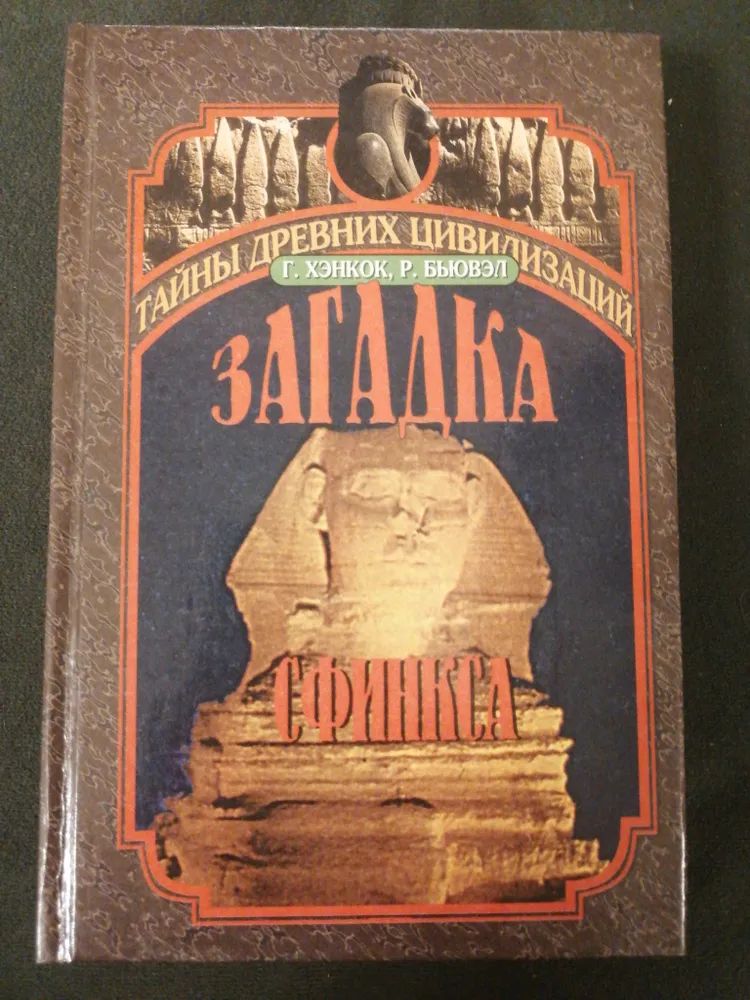 ТАЙНЫ ДРЕВНИХ ЦИВИЛИЗАЦИЙ
Г. ХЭНКОК, Р. БЬЮВЭЛ
ЗАГАДКА
СФИНКСА